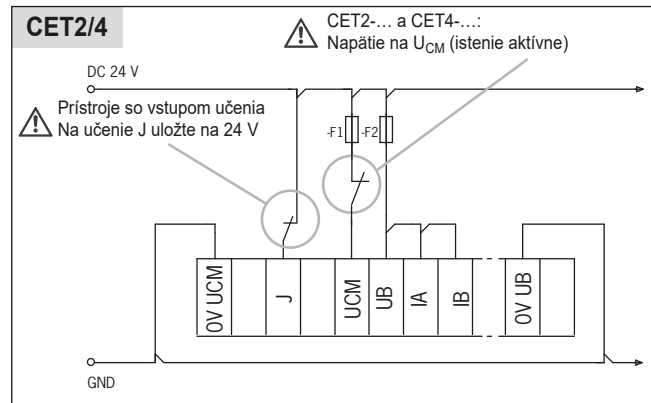 CET2/4
CET2-… a CET4-…:
Napätie na UCM (istenie aktívne)
DC 24 V
Prístroje so vstupom učenia
Na učenie J uložte na 24 V
-F1
-F2
0V UCM
J
UCM
UB
IA
IB
0V UB
GND